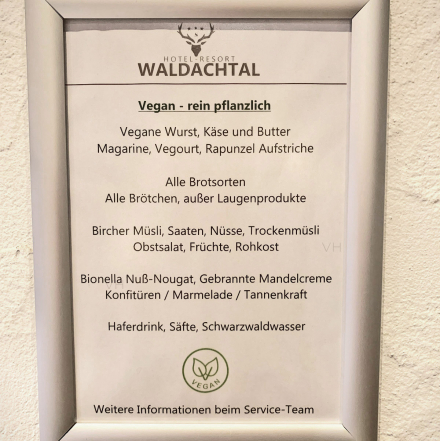 HOTEL-RESORT
WALDACHTAL
Vegan - rein pflanzlich
Vegane Wurst, Käse und Butter
Magarine, Vegourt, Rapunzel Aufstriche
Alle Brotsorten
Alle Brötchen, außer Laugenprodukte
Bircher Müsli, Saaten, Nüsse, Trockenmüsli
Obstsalat, Früchte, Rohkost
VH
Bionella Nuß-Nougat, Gebrannte Mandelcreme
Konfitüren / Marmelade / Tannenkraft
Haferdrink, Säfte, Schwarzwaldwasser
VEGAN
Weitere Informationen beim Service-Team